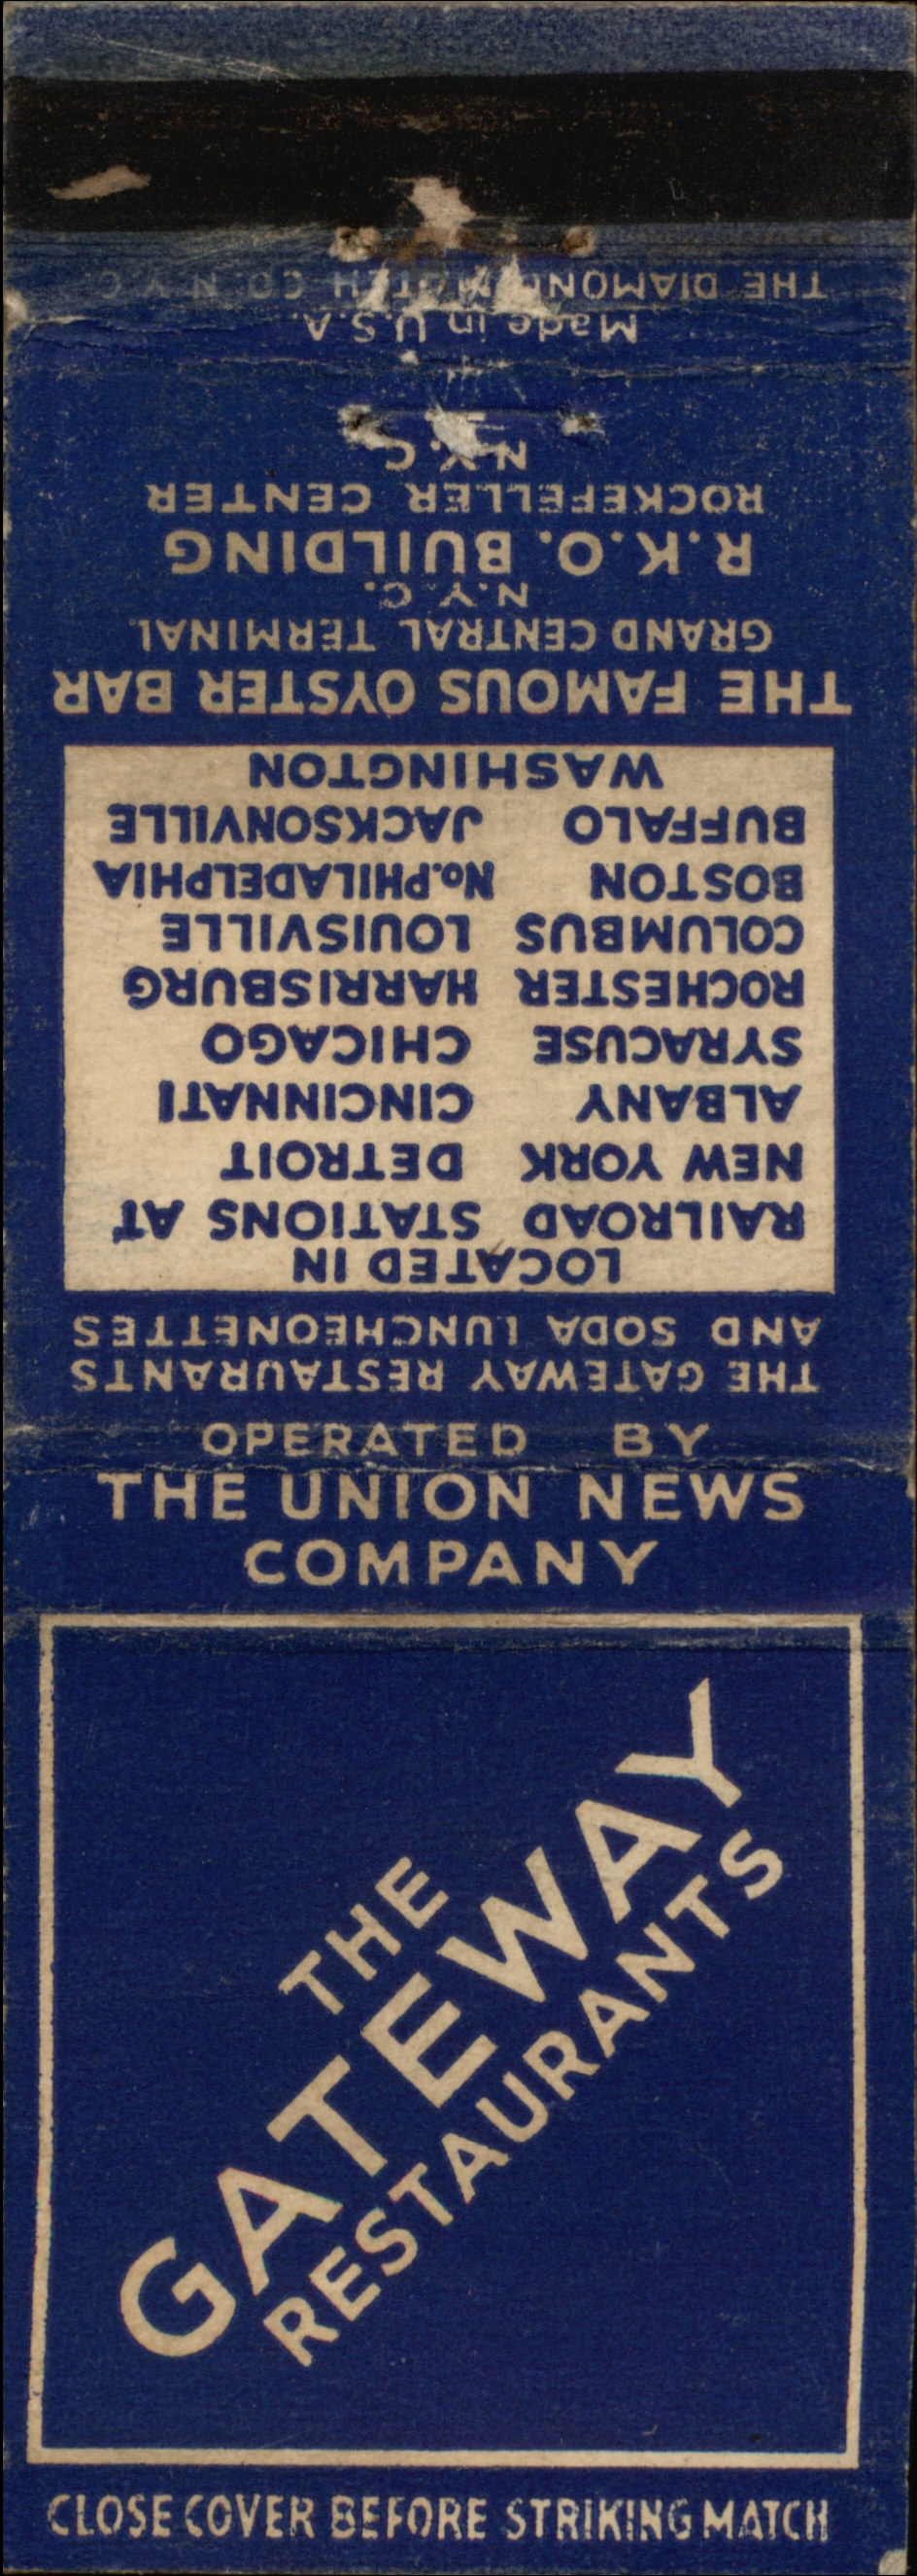 THE
GATEWAY
RESTAURANTS
CLOSE COVER BEFORE STRIKING MATCH
OPERATED BY
THE UNION NEWS
COMPANY
THE GATEWAY RESTAURANTS
AND SODA LUNCHEONETTES
LOCATED IN
RAILROAD STATIONS AT
NEW YORK DETROIT
ALBANY CINCINNATI
SYRACUSE CHICAGO
ROCHESTER HARRISBURG
COLUMBUS LOUISVILLE
BOSTON No. PHILADELPHIA
BUFFALO JACKSONVILLE
WASHINGTON
THE FAMOUS OYSTER BAR
GRAND CENTRAL TERMINAL
N.Y.C.
R.K.O. BUILDING
ROCKEFELLER CENTER
N.Y.C.
Made in U.S.A.
THE DIAMOND MATCH CO. N.Y.C.